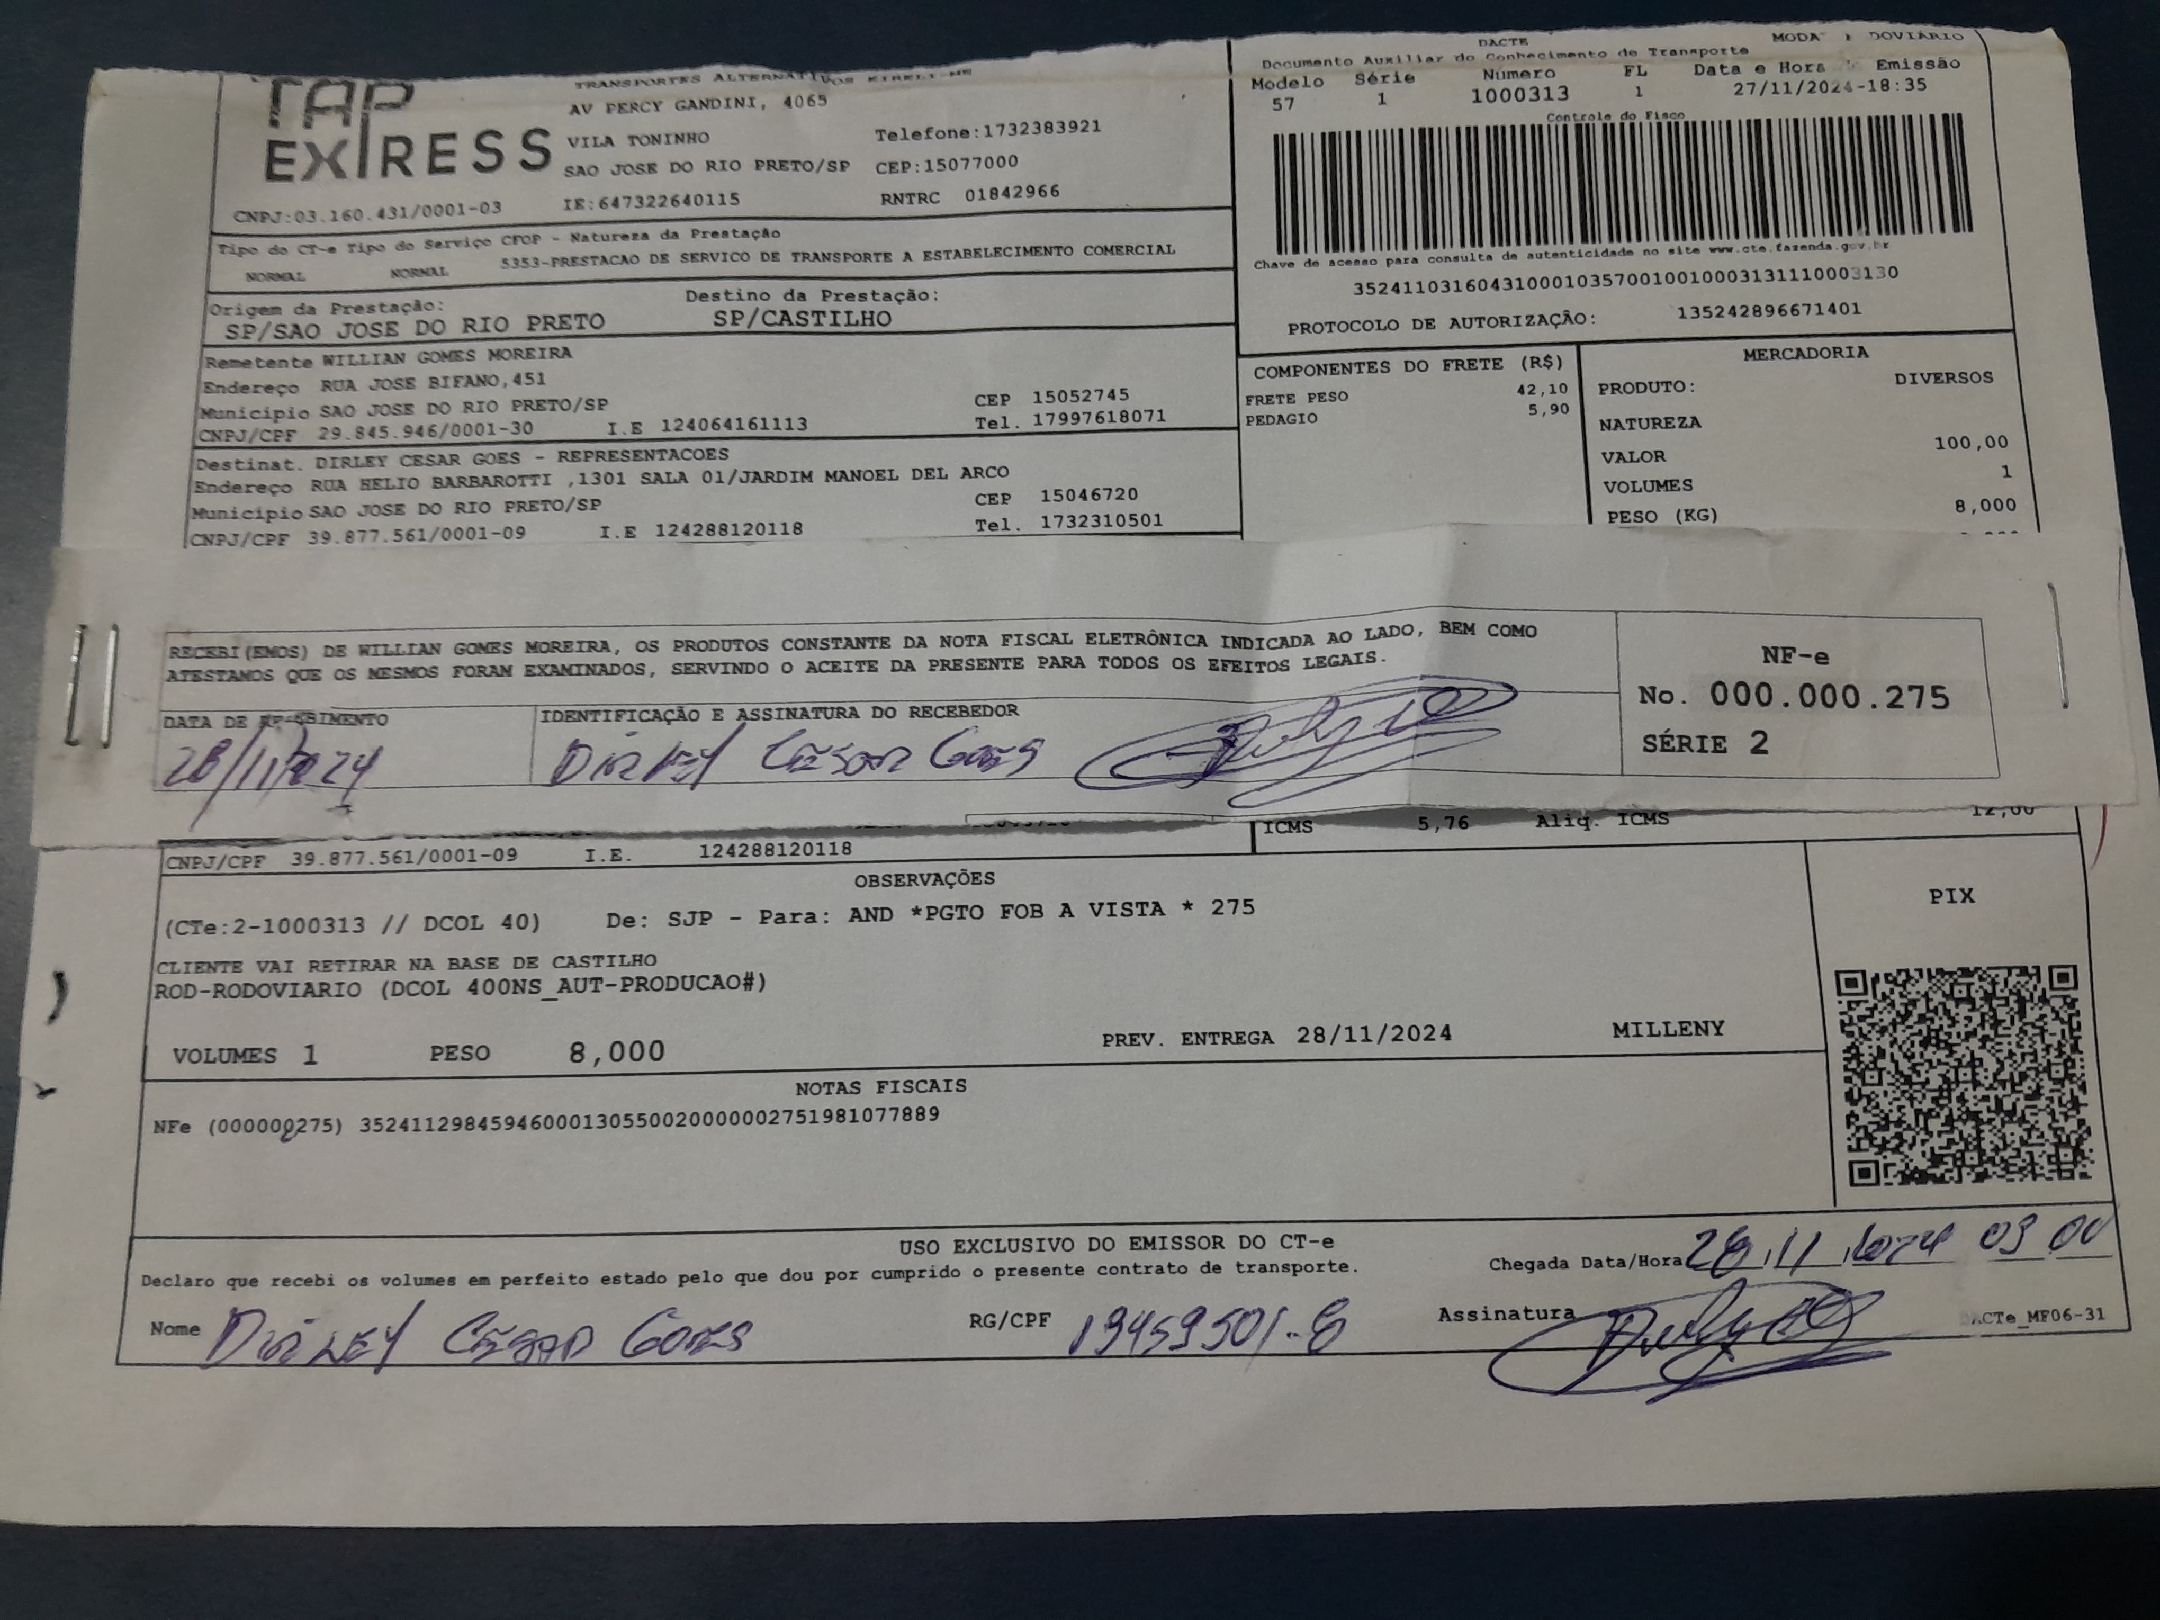 TAP
EXPRESS
TRANSPORTES ALTERNATIVOS EIRELI-ME
AV PERCY GANDINI, 4065
VILA TONINHO
Telefone:1732383921
SAO JOSE DO RIO PRETO/SP CEP:15077000
CNPJ:03.160.431/0001-03 IE:647322640115 RNTRC 01842966
Tipo do CT-e Tipo do Serviço CFOP - Natureza da Prestação
NORMAL NORMAL 5353-PRESTACAO DE SERVICO DE TRANSPORTE A ESTABELECIMENTO COMERCIAL
Origem da Prestação: Destino da Prestação:
SP/SAO JOSE DO RIO PRETO SP/CASTILHO
Remetente WILLIAN GOMES MOREIRA
Endereço RUA JOSE BIFANO,451
Municipio SAO JOSE DO RIO PRETO/SP CEP 15052745
CNPJ/CPF 29.845.946/0001-30 I.E 124064161113 Tel. 17997618071
Destinat. DIRLEY CESAR GOES - REPRESENTACOES
Endereço RUA HELIO BARBAROTTI ,1301 SALA 01/JARDIM MANOEL DEL ARCO
Municipio SAO JOSE DO RIO PRETO/SP CEP 15046720
CNPJ/CPF 39.877.561/0001-09 I.E 124288120118 Tel. 1732310501
DACTE
Documento Auxiliar do Conhecimento de Transporte
Modelo Série Número FL Data e Hora Emissão
57 1 1000313 1 27/11/2024-18:35
Controle do Fisco
Chave de acesso para consulta de autenticidade no site www.cte.fazenda.gov.br
35241103160431000103570010010003131110003130
PROTOCOLO DE AUTORIZAÇÃO: 135242896671401
COMPONENTES DO FRETE (R$)
FRETE PESO 42,10
PEDAGIO 5,90
MERCADORIA
PRODUTO: DIVERSOS
NATUREZA
VALOR 100,00
VOLUMES 1
PESO (KG) 8,000
RECEBI(EMOS) DE WILLIAN GOMES MOREIRA, OS PRODUTOS CONSTANTE DA NOTA FISCAL ELETRÔNICA INDICADA AO LADO, BEM COMO
ATESTAMOS QUE OS MESMOS FORAM EXAMINADOS, SERVINDO O ACEITE DA PRESENTE PARA TODOS OS EFEITOS LEGAIS.
DATA DE RECEBIMENTO IDENTIFICAÇÃO E ASSINATURA DO RECEBEDOR
28/11/2024 DIRLEY CESAR GOES
NF-e
No. 000.000.275
SÉRIE 2
ICMS 5,76 Aliq. ICMS 12,00
CNPJ/CPF 39.877.561/0001-09 I.E. 124288120118
OBSERVAÇÕES
(CTe:2-1000313 // DCOL 40) De: SJP - Para: AND *PGTO FOB A VISTA * 275
CLIENTE VAI RETIRAR NA BASE DE CASTILHO
ROD-RODOVIARIO (DCOL 400NS_AUT-PRODUCAO#)
VOLUMES 1 PESO 8,000 PREV. ENTREGA 28/11/2024 MILLENY
PIX
NOTAS FISCAIS
NFe (000000275) 35241129845946000130550020000002751981077889
USO EXCLUSIVO DO EMISSOR DO CT-e
Declaro que recebi os volumes em perfeito estado pelo que dou por cumprido o presente contrato de transporte.
Chegada Data/Hora 28 11 2024 09 00
Nome DIRLEY CESAR GOES RG/CPF 19459501-8 Assinatura
DACTe_MF06-31